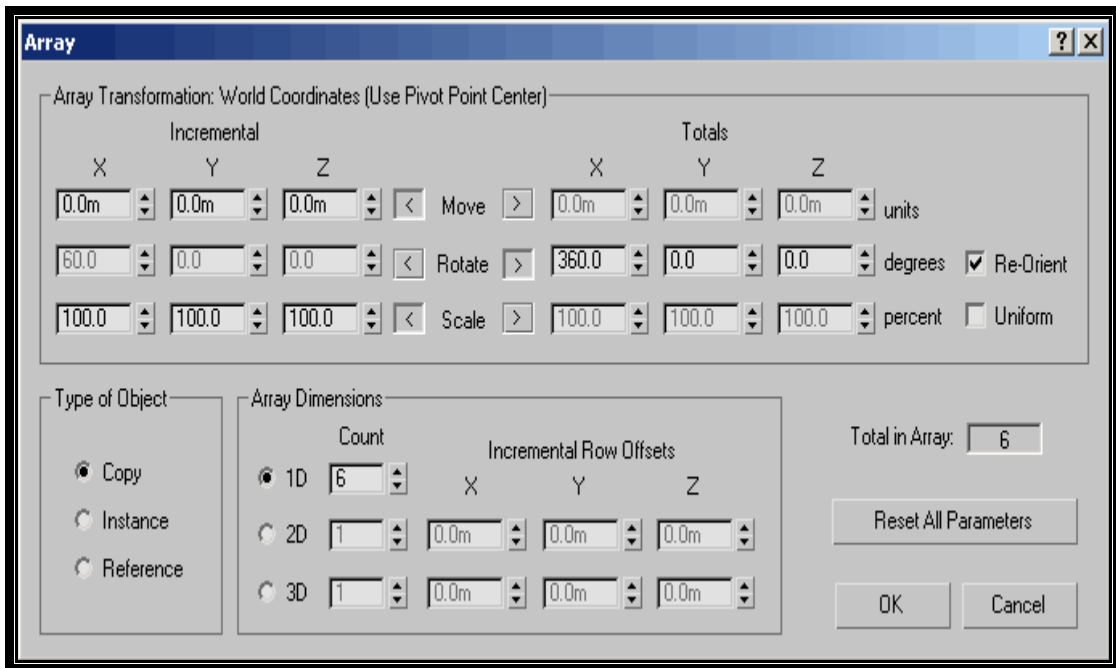 Array
Array Transformation: World Coordinates (Use Pivot Point Center)
Incremental Totals
X Y Z X Y Z
0.0m 0.0m 0.0m < Move > 0.0m 0.0m 0.0m units
60.0 0.0 0.0 < Rotate > 360.0 0.0 0.0 degrees Re-Orient
100.0 100.0 100.0 < Scale > 100.0 100.0 100.0 percent Uniform
Type of Object
Copy
Instance
Reference
Array Dimensions
Count
Incremental Row Offsets
1D 6 X Y Z
2D 1 0.0m 0.0m 0.0m
3D 1 0.0m 0.0m 0.0m
Total in Array: 6
Reset All Parameters
OK Cancel